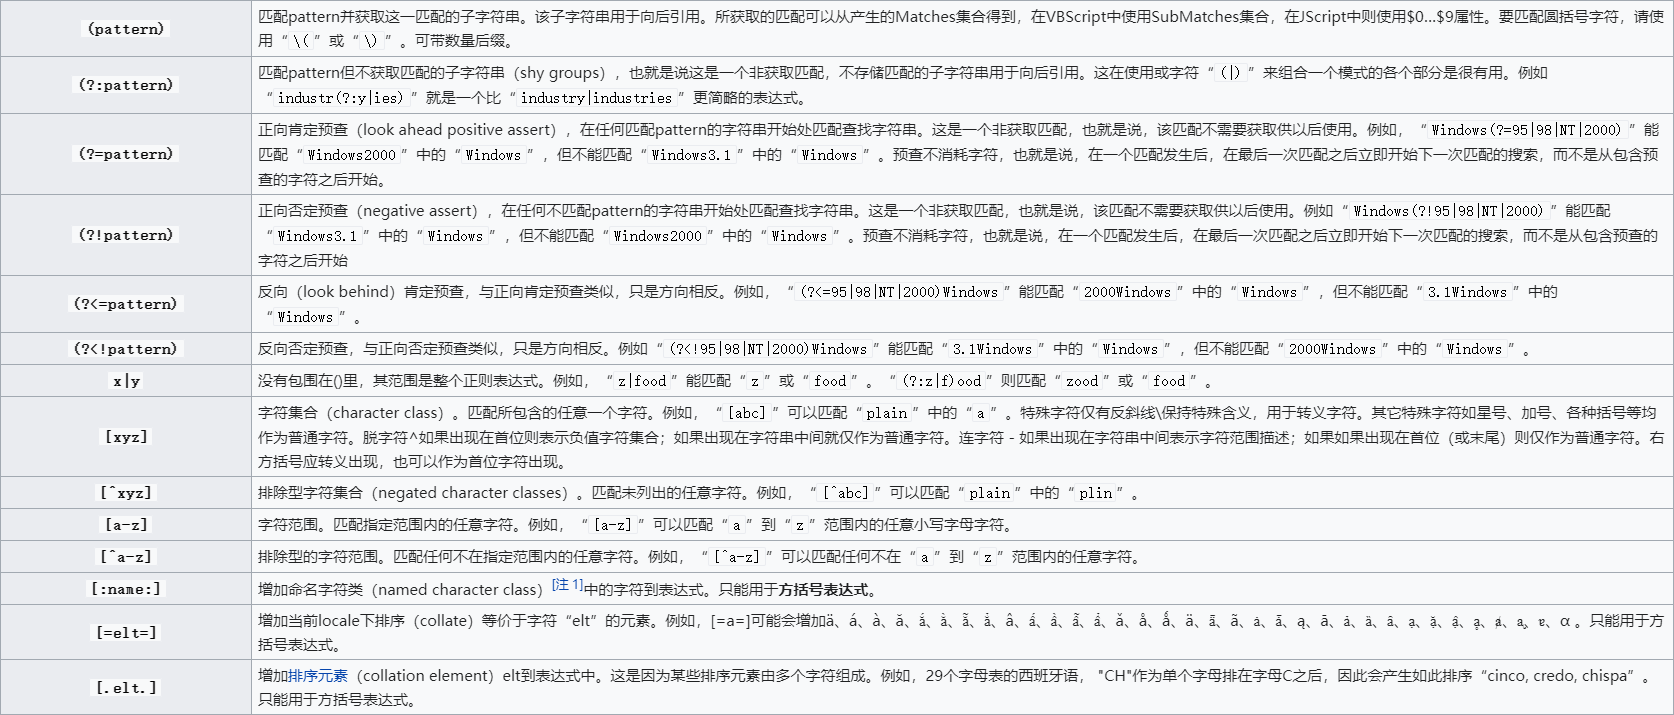 (pattern)
匹配pattern并获取这一匹配的子字符串。该子字符串用于向后引用。所获取的匹配可以从产生的Matches集合得到，在VBScript中使用SubMatches集合，在JScript中则使用$0…$9属性。要匹配圆括号字符，请使
用“\(”或“\)”。可带数量后缀。
(?:pattern)
匹配pattern但不获取匹配的子字符串（shy groups），也就是说这是一个非获取匹配，不存储匹配的子字符串用于向后引用。这在使用或字符“(|)”来组合一个模式的各个部分是很有用。例如
“industr(?:y|ies)”就是一个比“industry|industries”更简略的表达式。
(?=pattern)
正向肯定预查（look ahead positive assert），在任何匹配pattern的字符串开始处匹配查找字符串。这是一个非获取匹配，也就是说，该匹配不需要获取供以后使用。例如，“Windows(?=95|98|NT|2000)”能
匹配“Windows2000”中的“Windows”，但不能匹配“Windows3.1”中的“Windows”。预查不消耗字符，也就是说，在一个匹配发生后，在最后一次匹配之后立即开始下一次匹配的搜索，而不是从包含预
查的字符之后开始。
(?!pattern)
正向否定预查（negative assert），在任何不匹配pattern的字符串开始处匹配查找字符串。这是一个非获取匹配，也就是说，该匹配不需要获取供以后使用。例如“Windows(?!95|98|NT|2000)”能匹配
“Windows3.1”中的“Windows”，但不能匹配“Windows2000”中的“Windows”。预查不消耗字符，也就是说，在一个匹配发生后，在最后一次匹配之后立即开始下一次匹配的搜索，而不是从包含预查的
字符之后开始
(?<=pattern)
反向（look behind）肯定预查，与正向肯定预查类似，只是方向相反。例如，“(?<=95|98|NT|2000)Windows”能匹配“2000Windows”中的“Windows”，但不能匹配“3.1Windows”中的
“Windows”。
(?<!pattern)
反向否定预查，与正向否定预查类似，只是方向相反。例如“(?<!95|98|NT|2000)Windows”能匹配“3.1Windows”中的“Windows”，但不能匹配“2000Windows”中的“Windows”。
x|y
没有包围在()里，其范围是整个正则表达式。例如，“z|food”能匹配“z”或“food”。“(?:z|f)ood”则匹配“zood”或“food”。
[xyz]
字符集合（character class）。匹配所包含的任意一个字符。例如，“[abc]”可以匹配“plain”中的“a”。特殊字符仅有反斜线\保持特殊含义，用于转义字符。其它特殊字符如星号、加号、各种括号等均
作为普通字符。脱字符^如果出现在首位则表示负值字符集合；如果出现在字符串中间就仅作为普通字符。连字符 - 如果出现在字符串中间表示字符范围描述；如果如果出现在首位（或末尾）则仅作为普通字符。右
方括号应转义出现，也可以作为首位字符出现。
[^xyz]
排除型字符集合（negated character classes）。匹配未列出的任意字符。例如，“[^abc]”可以匹配“plain”中的“plin”。
[a-z]
字符范围。匹配指定范围内的任意字符。例如，“[a-z]”可以匹配“a”到“z”范围内的任意小写字母字符。
[^a-z]
排除型的字符范围。匹配任何不在指定范围内的任意字符。例如，“[^a-z]”可以匹配任何不在“a”到“z”范围内的任意字符。
[:name:]
增加命名字符类（named character class）[注 1]中的字符到表达式。只能用于方括号表达式。
[=elt=]
增加当前locale下排序（collate）等价于字符“elt”的元素。例如，[=a=]可能会增加ä、á、à、ă、
只能用于方
括号表达式。
[.elt.]
增加排序元素（collation element）elt到表达式中。这是因为某些排序元素由多个字符组成。例如，29个字母表的西班牙语， "CH"作为单个字母排在字母C之后，因此会产生如此排序“cinco, credo, chispa”。
只能用于方括号表达式。